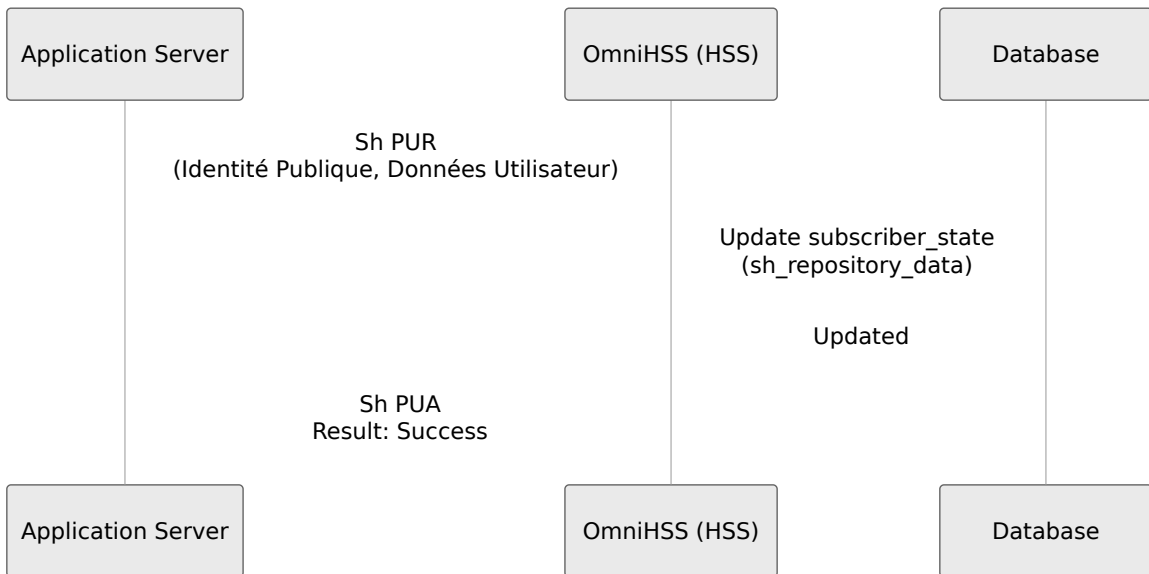 Application Server
OmniHSS (HSS)
Database
Sh PUR
(Identité Publique, Données Utilisateur)
Update subscriber_state
(sh_repository_data)
Updated
Sh PUA
Result: Success
Application Server
OmniHSS (HSS)
Database